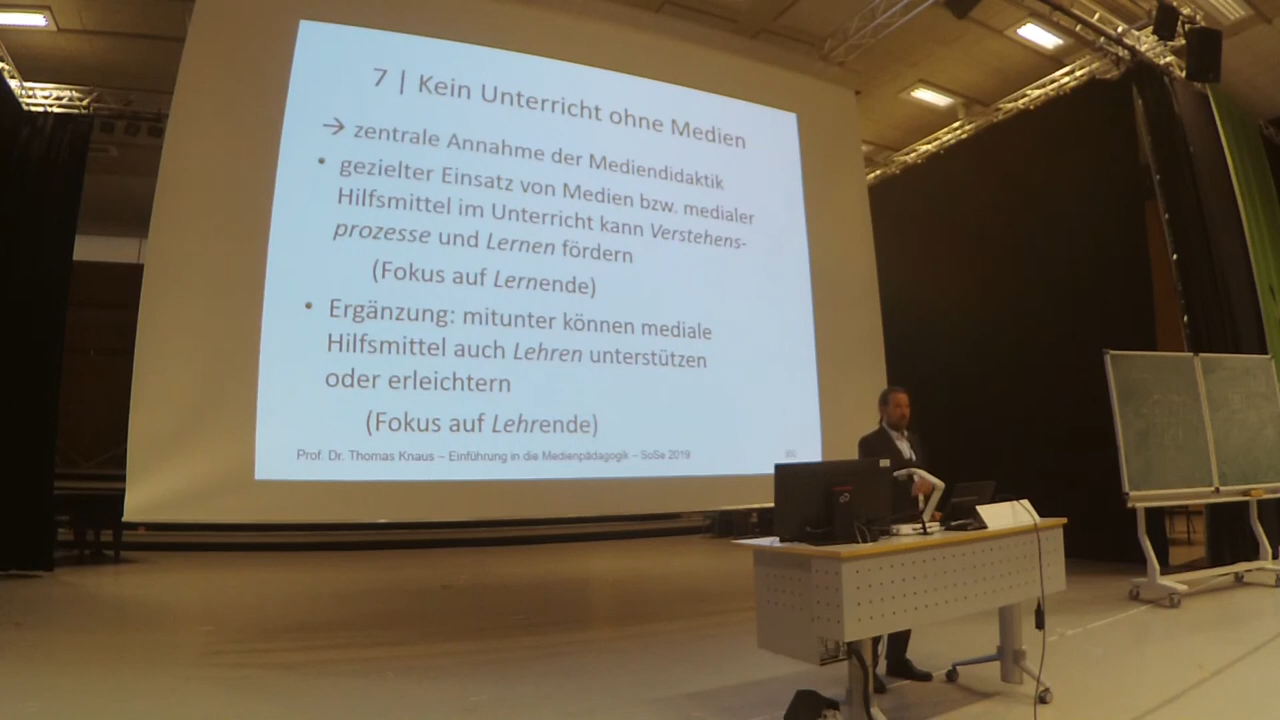 7 | Kein Unterricht ohne Medien
→ zentrale Annahme der Mediendidaktik
• gezielter Einsatz von Medien bzw. medialer
Hilfsmittel im Unterricht kann Verstehens-
prozesse und Lernen fördern
(Fokus auf Lernende)
• Ergänzung: mitunter können mediale
Hilfsmittel auch Lehren unterstützen
oder erleichtern
(Fokus auf Lehrende)
Prof. Dr. Thomas Knaus – Einführung in die Medienpädagogik – SoSe 2019